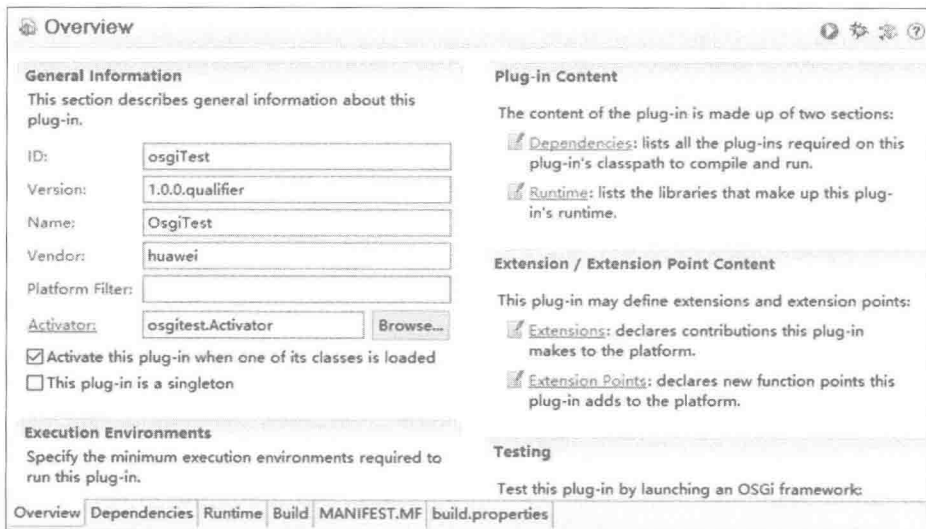 Overview
General Information
This section describes general information about this
plug-in.
ID:
osgiTest
Version:
1.0.0.qualifier
Name:
OsgiTest
Vendor:
huawei
Platform Filter:
Activator:
osgitest.Activator
Browse...
Activate this plug-in when one of its classes is loaded
This plug-in is a singleton
Execution Environments
Specify the minimum execution environments required to
run this plug-in.
Plug-in Content
The content of the plug-in is made up of two sections:
Dependencies: lists all the plug-ins required on this
plug-in's classpath to compile and run.
Runtime: lists the libraries that make up this plug-
in's runtime.
Extension / Extension Point Content
This plug-in may define extensions and extension points:
Extensions: declares contributions this plug-in
makes to the platform.
Extension Points: declares new function points this
plug-in adds to the platform.
Testing
Test this plug-in by launching an OSGi framework:
Overview Dependencies Runtime Build MANIFEST.MF build.properties